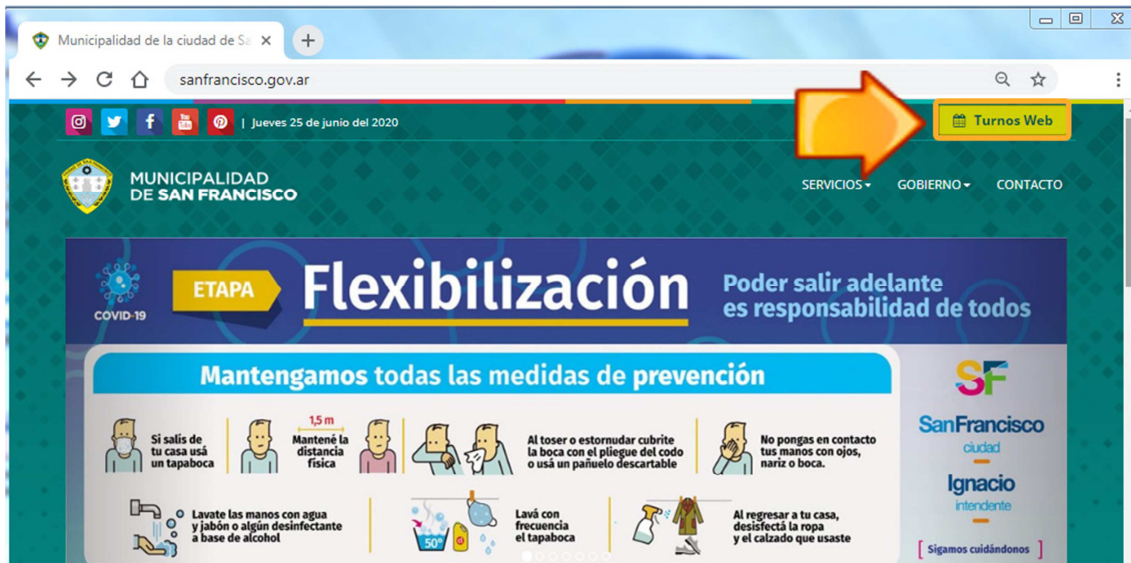 Municipalidad de la ciudad de Sa
sanfrancisco.gov.ar
| Jueves 25 de junio del 2020
Turnos Web
MUNICIPALIDAD
DE SAN FRANCISCO
SERVICIOS
GOBIERNO
CONTACTO
COVID-19
ETAPA
Flexibilización
Poder salir adelante
es responsabilidad de todos
Mantengamos todas las medidas de prevención
Si salís de
tu casa usá
un tapaboca
1,5 m
Mantené la
distancia
física
Al toser o estornudar cubrite
la boca con el pliegue del codo
o usá un pañuelo descartable
No pongas en contacto
tus manos con ojos,
nariz o boca.
Lavate las manos con agua
y jabón o algún desinfectante
a base de alcohol
50°
Lavá con
frecuencia
el tapaboca
Al regresar a tu casa,
desisfectá la ropa
y el calzado que usaste
SF
SanFrancisco
ciudad
Ignacio
intendente
[ Sigamos cuidándonos ]